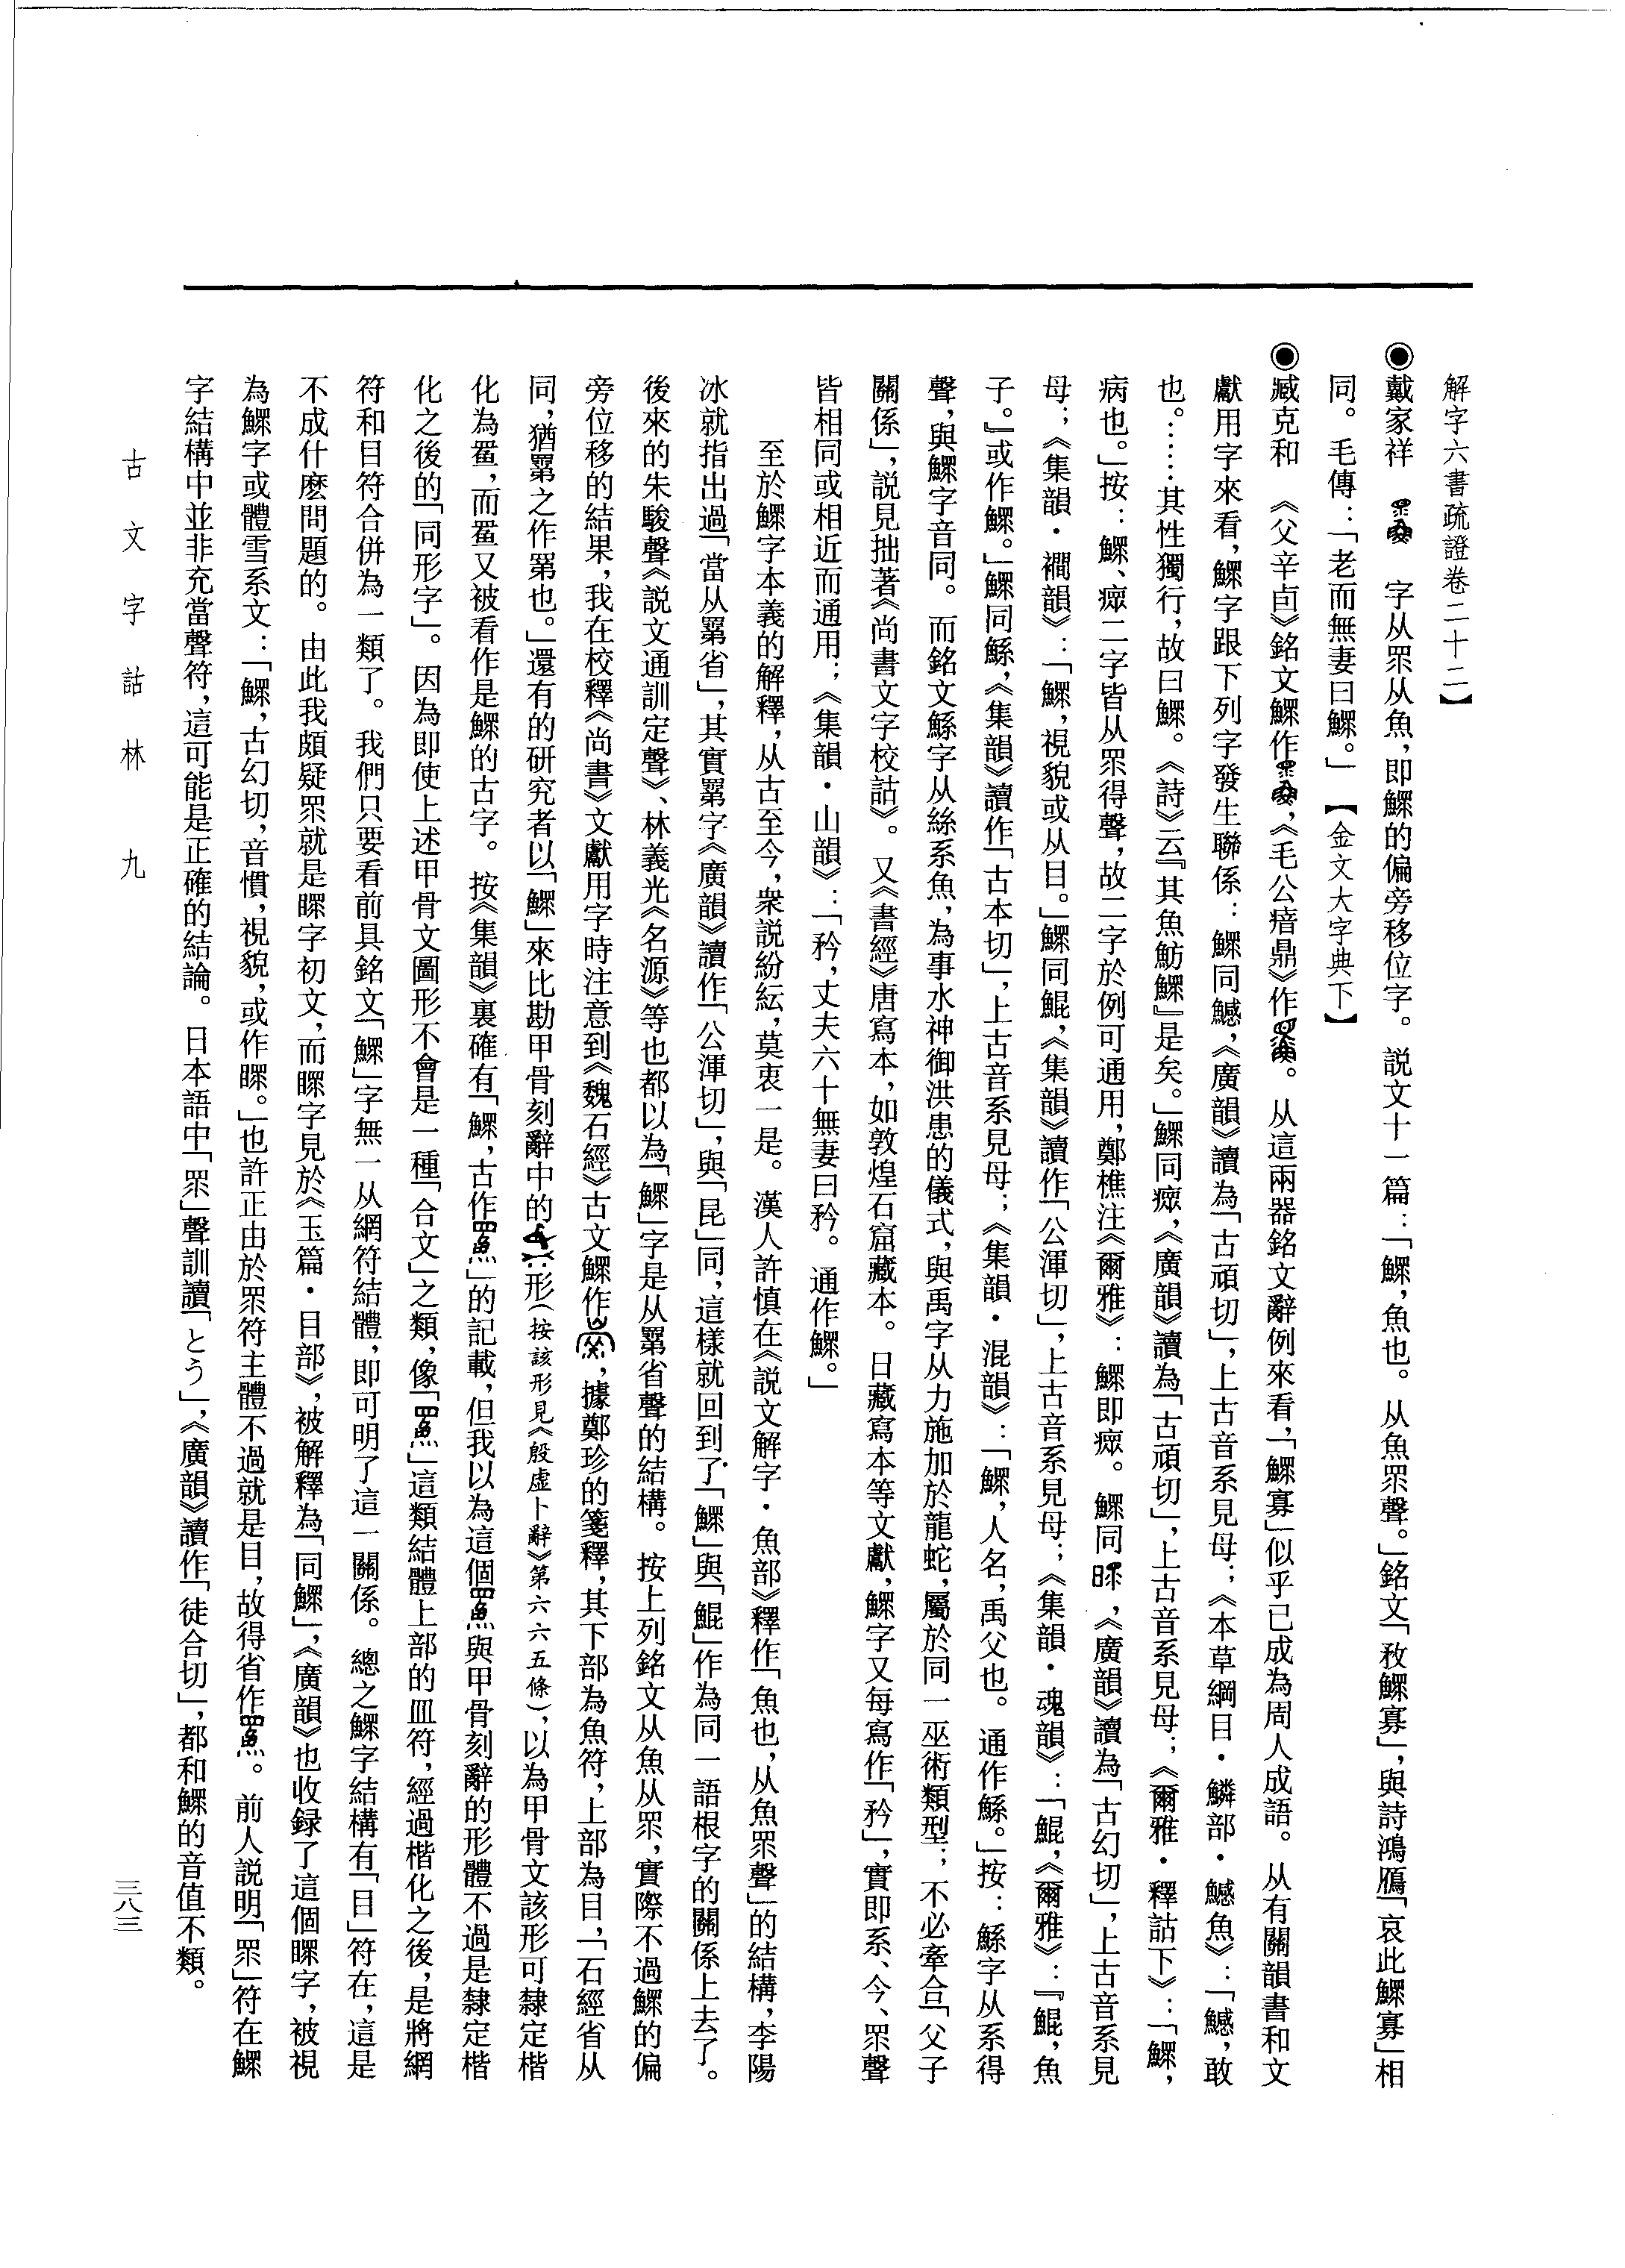 解字六書疏證卷二十二】
◉戴家祥　字从眔从魚，即鰥的偏旁移位字。説文十一篇：「鰥，魚也。从魚眔聲。」銘文「敄鰥寡」，與詩鴻鴈「哀此鰥寡」相
同。毛傳：「老而無妻曰鰥。」【金文大字典下】
◉臧克和　《父辛卣》銘文鰥作，《毛公㾓鼎》作。从這兩器銘文辭例來看，「鰥寡」似乎已成為周人成語。从有關韻書和文
獻用字來看，鰥字跟下列字發生聯係：鰥同鰔，《廣韻》讀為「古頑切」，上古音系見母；《本草綱目·鱗部·鰔魚》：「鰔，敢
也。……其性獨行，故曰鰥。《詩》云『其魚魴鰥』是矣。」鰥同瘝，《廣韻》讀為「古頑切」，上古音系見母；《爾雅·釋詁下》：「鰥，
病也。」按：鰥、瘝二字皆从眔得聲，故二字於例可通用，鄭樵注《爾雅》：鰥即瘝。鰥同䁵，《廣韻》讀為「古幻切」，上古音系見
母；《集韻·襇韻》：「鰥，視貌或从目。」鰥同鯤，《集韻》讀作「公渾切」，上古音系見母；《集韻·魂韻》：「鯤，《爾雅》：『鯤，魚
子。』或作鰥。」鰥同鯀，《集韻》讀作「古本切」，上古音系見母；《集韻·混韻》：「鰥，人名，禹父也。通作鯀。」按：鯀字从系得
聲，與鰥字音同。而銘文鯀字从絲系魚，為事水神御洪患的儀式，與禹字从力施加於龍蛇，屬於同一巫術類型；不必牽合「父子
關係」，説見拙著《尚書文字校詁》。又《書經》唐寫本，如敦煌石窟藏本。日藏寫本等文獻，鰥字又每寫作「矜」，實即系、今、眔聲
皆相同或相近而通用；《集韻·山韻》：「矜，丈夫六十無妻曰矜。通作鰥。」
至於鰥字本義的解釋，从古至今，衆説紛紜，莫衷一是。漢人許慎在《説文解字·魚部》釋作「魚也，从魚眔聲」的結構，李陽
冰就指出過「當从䍛省」，其實䍛字《廣韻》讀作「公渾切」，與「昆」同，這樣就回到了「鰥」與「鯤」作為同一語根字的關係上去了。
後來的朱駿聲《説文通訓定聲》、林義光《名源》等也都以為「鰥」字是从䍛省聲的結構。按上列銘文从魚从眔，實際不過鰥的偏
旁位移的結果，我在校釋《尚書》文獻用字時注意到《魏石經》古文鰥作，據鄭珍的箋釋，其下部為魚符，上部為目，「石經省从
同，猶䍛之作罤也。」還有的研究者以「鰥」來比勘甲骨刻辭中的形（按該形見《殷虚卜辭》第六六五條），以為甲骨文該形可隸定楷
化為䱷，而䱷又被看作是鰥的古字。按《集韻》裏確有「鰥，古作𩺰」的記載，但我以為這個𩺰與甲骨刻辭的形體不過是隸定楷
化之後的「同形字」。因為即使上述甲骨文圖形不會是一種「合文」之類，像「𩺰」這類結體上部的皿符，經過楷化之後，是將網
符和目符合併為一類了。我們只要看前具銘文「鰥」字無一从網符結體，即可明了這一關係。總之鰥字結構有「目」符在，這是
不成什麽問題的。由此我頗疑眔就是䁵字初文，而䁵字見於《玉篇·目部》，被解釋為「同鰥」，《廣韻》也收録了這個䁵字，被視
為鰥字或體雪系文：「鰥，古幻切，音慣，視貌，或作䁵。」也許正由於眔符主體不過就是目，故得省作𩺰。前人説明「眔」符在鰥
字結構中並非充當聲符，這可能是正確的結論。日本語中「眔」聲訓讀「とう」，《廣韻》讀作「徒合切」，都和鰥的音值不類。
古文字詁林　九
三八三